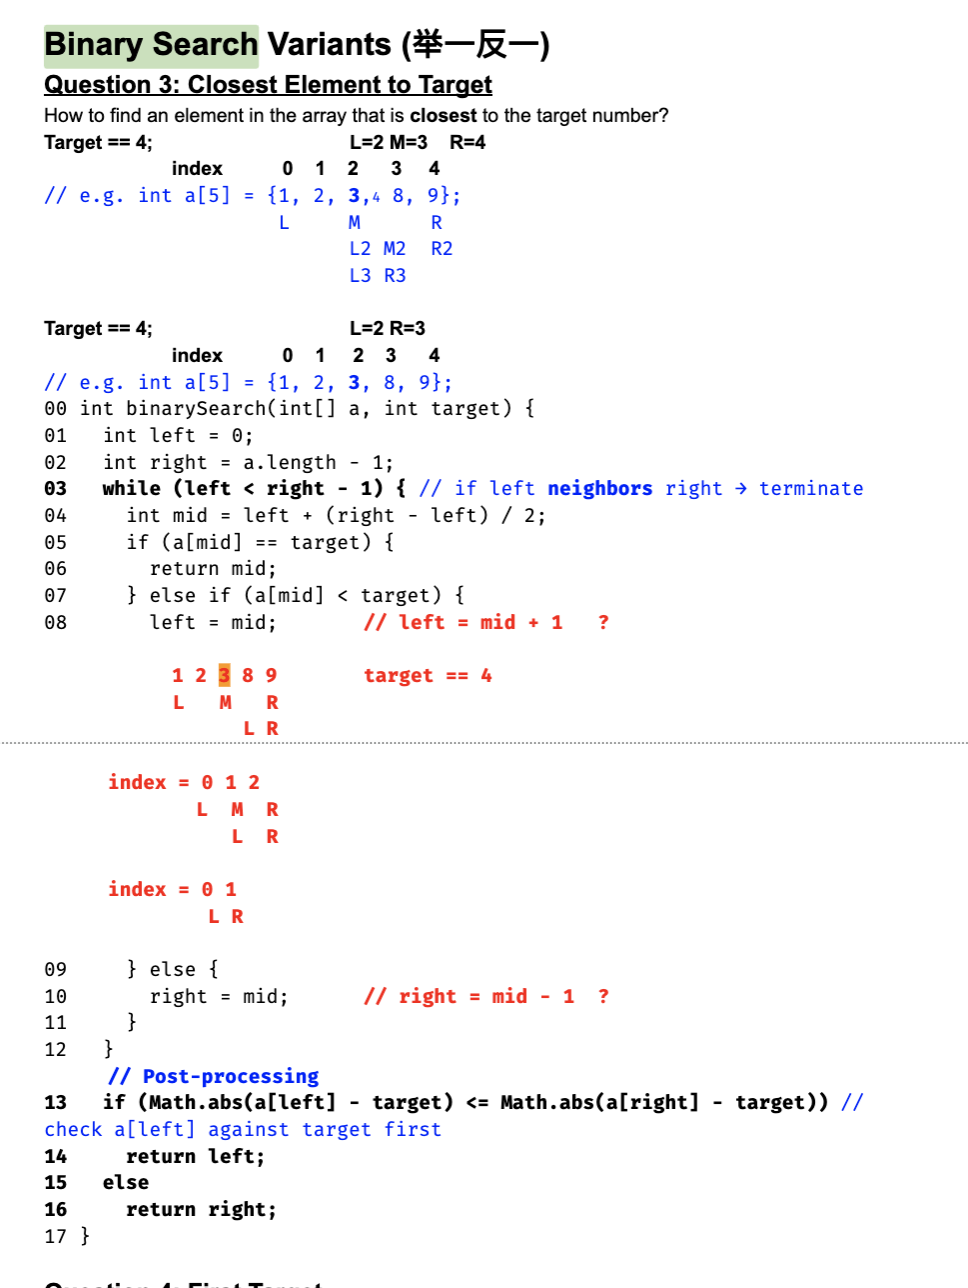 Binary Search Variants (举一反一)
Question 3: Closest Element to Target
How to find an element in the array that is closest to the target number?
Target == 4; L=2 M=3 R=4
index 0 1 2 3 4
// e.g. int a[5] = {1, 2, 3,4 8, 9};
L M R
L2 M2 R2
L3 R3
Target == 4; L=2 R=3
index 0 1 2 3 4
// e.g. int a[5] = {1, 2, 3, 8, 9};
00 int binarySearch(int[] a, int target) {
01 int left = 0;
02 int right = a.length - 1;
03 while (left < right - 1) { // if left neighbors right → terminate
04 int mid = left + (right - left) / 2;
05 if (a[mid] == target) {
06 return mid;
07 } else if (a[mid] < target) {
08 left = mid; // left = mid + 1 ?
1 2 3 8 9 target == 4
L M R
L R
index = 0 1 2
L M R
L R
index = 0 1
L R
09 } else {
10 right = mid; // right = mid - 1 ?
11 }
12 }
// Post-processing
13 if (Math.abs(a[left] - target) <= Math.abs(a[right] - target)) //
check a[left] against target first
14 return left;
15 else
16 return right;
17 }
Question 4: First Target